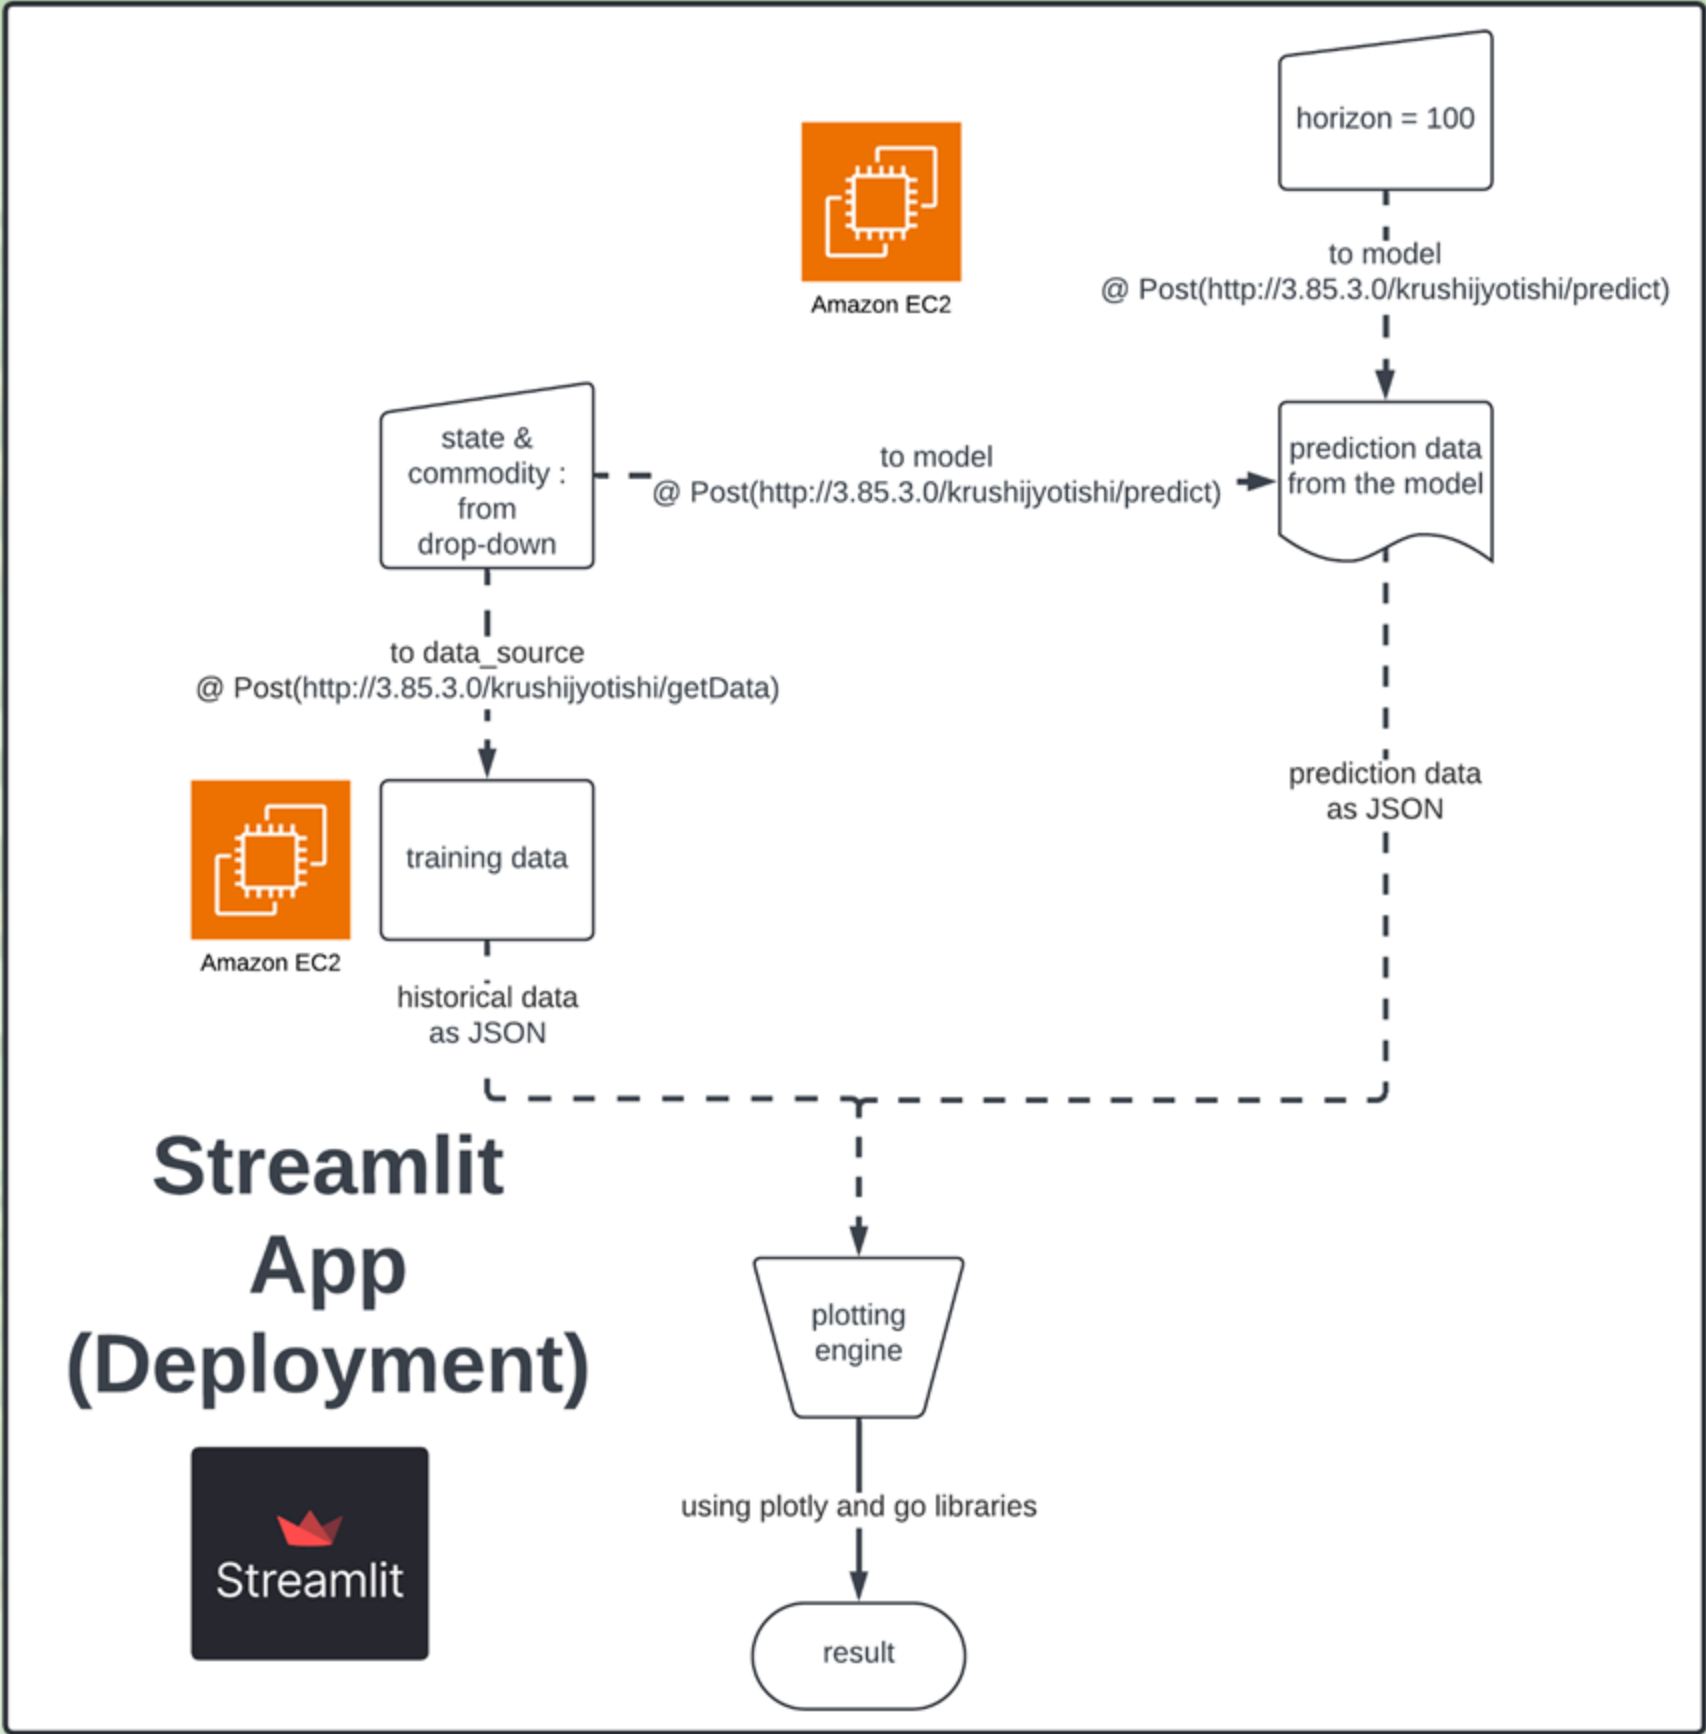 horizon = 100
Amazon EC2
to model
@ Post(http://3.85.3.0/krushijyotishi/predict)
state &
commodity :
from
drop-down
to model
@ Post(http://3.85.3.0/krushijyotishi/predict)
prediction data
from the model
to data_source
@ Post(http://3.85.3.0/krushijyotishi/getData)
prediction data
as JSON
Amazon EC2
training data
historical data
as JSON
Streamlit
App
(Deployment)
plotting
engine
using plotly and go libraries
Streamlit
result